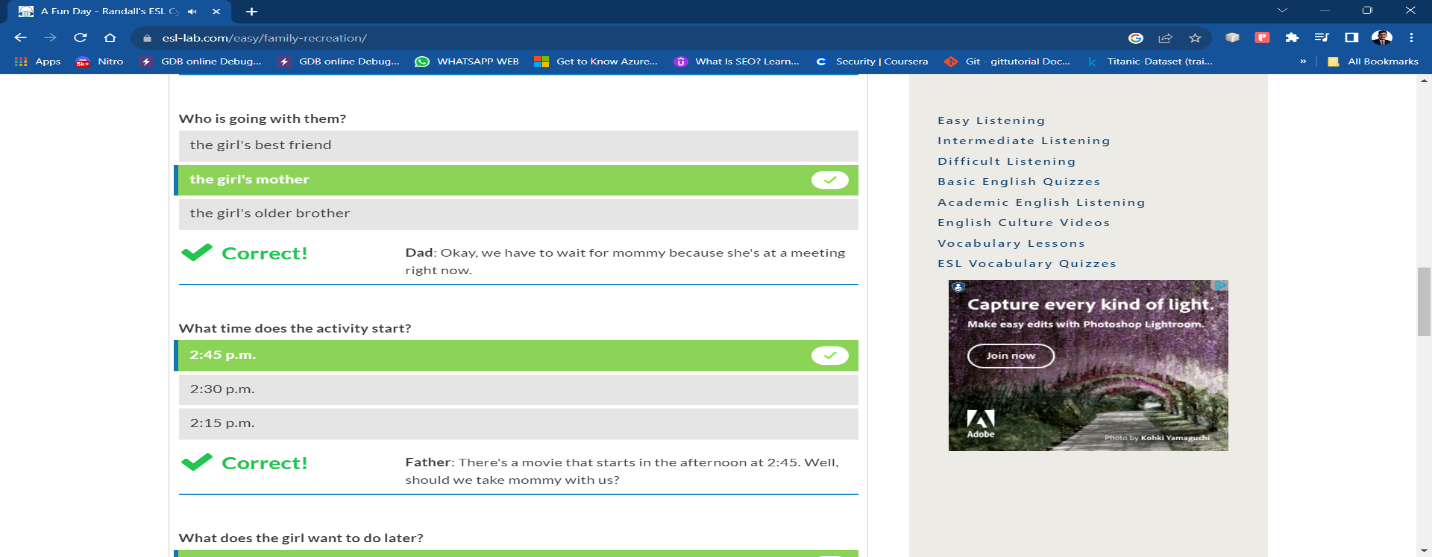 A Fun Day - Randall's ESL Cy
esl-lab.com/easy/family-recreation/
Apps Nitro GDB online Debug... GDB online Debug... WHATSAPP WEB Get to Know Azure... What Is SEO? Learn... Security | Coursera Git - gittutorial Doc... Titanic-Dataset (trai... » All Bookmarks
Who is going with them?
the girl's best friend
the girl's mother
the girl's older brother
Correct!
Dad: Okay, we have to wait for mommy because she's at a meeting
right now.
What time does the activity start?
2:45 p.m.
2:30 p.m.
2:15 p.m.
Correct!
Father: There's a movie that starts in the afternoon at 2:45. Well,
should we take mommy with us?
What does the girl want to do later?
Easy Listening
Intermediate Listening
Difficult Listening
Basic English Quizzes
Academic English Listening
English Culture Videos
Vocabulary Lessons
ESL Vocabulary Quizzes
Capture every kind of light.
Make easy edits with Photoshop Lightroom.
Join now
Adobe
Photo by Kohki Yamaguchi